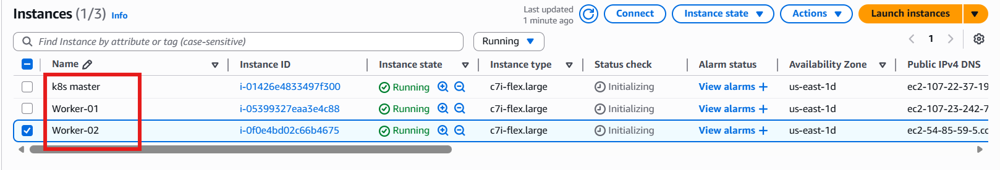 Instances (1/3) Info
Last updated
1 minute ago
Connect
Instance state
Actions
Launch instances
Find Instance by attribute or tag (case-sensitive)
Running
1
Name Instance ID Instance state Instance type Status check Alarm status Availability Zone Public IPv4 DNS
k8s master i-01426e4833497f300 Running c7i-flex.large Initializing View alarms + us-east-1d ec2-107-22-37-19
Worker-01 i-05399327eaa3e4c88 Running c7i-flex.large Initializing View alarms + us-east-1d ec2-107-23-242-7
Worker-02 i-0f0e4bd02c66b4675 Running c7i-flex.large Initializing View alarms + us-east-1d ec2-54-85-59-5.co